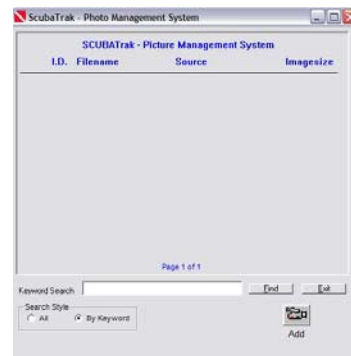 ScubaTrak - Photo Management System
SCUBATrak - Picture Management System
I.D. Filename Source Imagesize
Page 1 of 1
Keyword Search Find Exit
Search Style
All By Keyword
Add